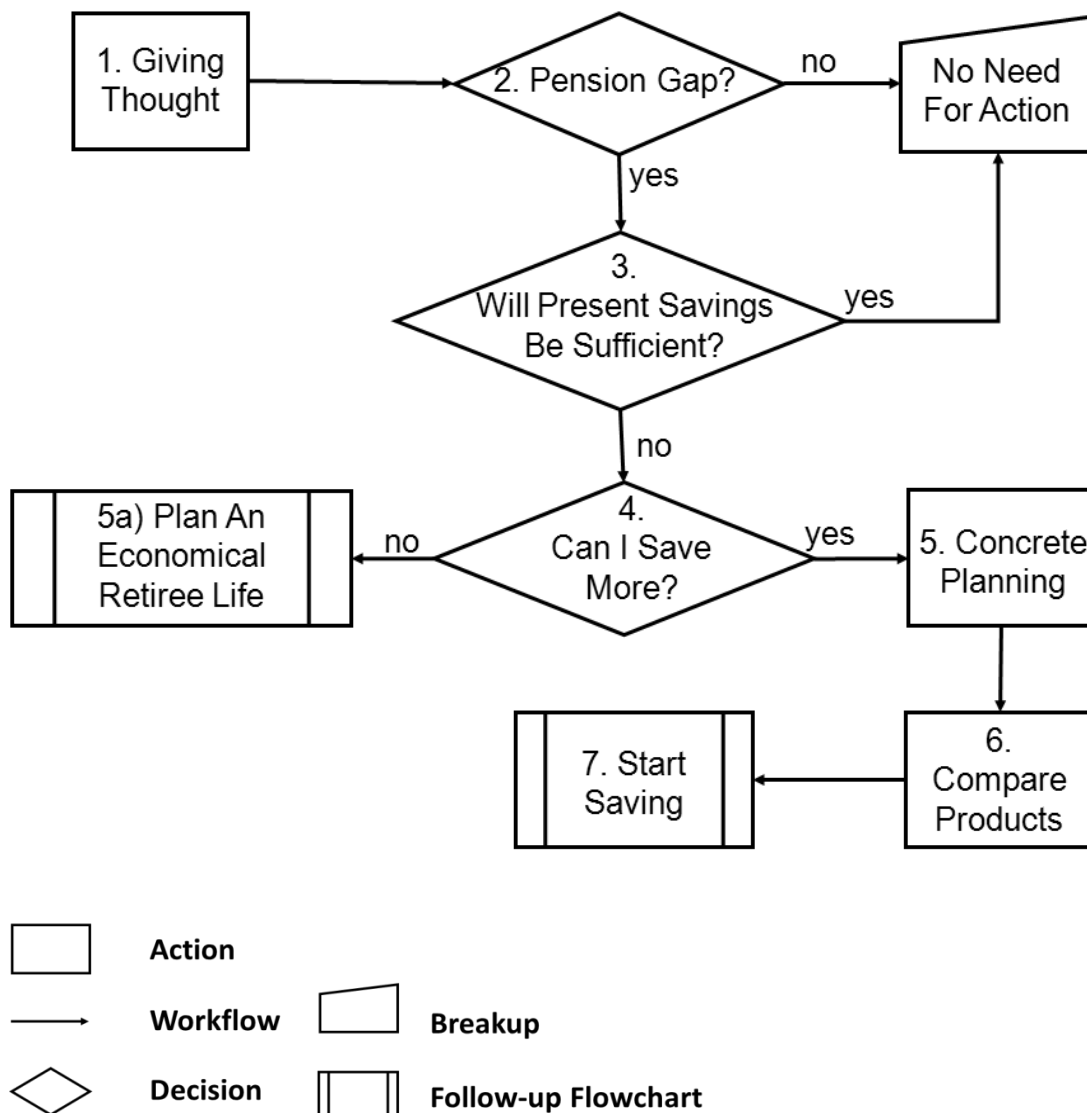 1. Giving
Thought
2. Pension Gap?
no
No Need
For Action
yes
3.
Will Present Savings
Be Sufficient?
yes
no
5a) Plan An
Economical
Retiree Life
no
4.
Can I Save
More?
yes
5. Concrete
Planning
7. Start
Saving
6.
Compare
Products
Action
Workflow
Breakup
Decision
Follow-up Flowchart